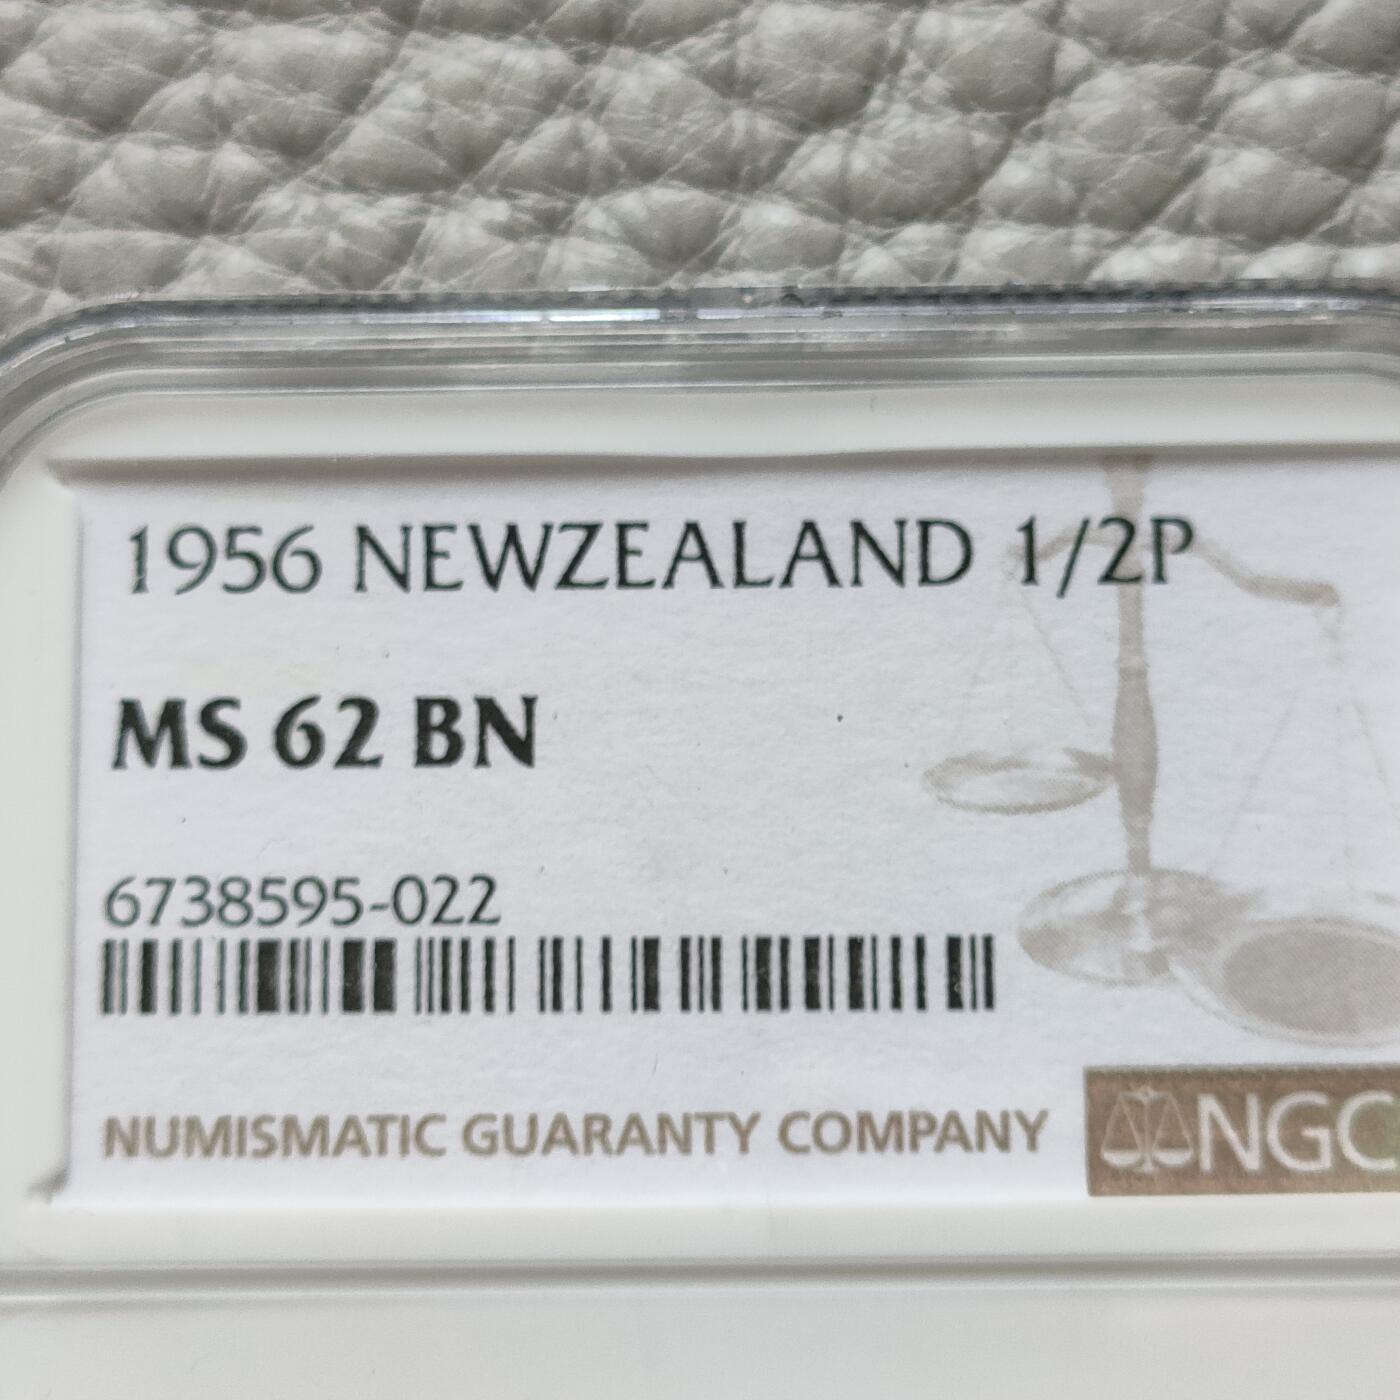 1956 NEWZEALAND 1/2P
MS 62 BN
6738595-022
NUMISMATIC GUARANTY COMPANY
NGC